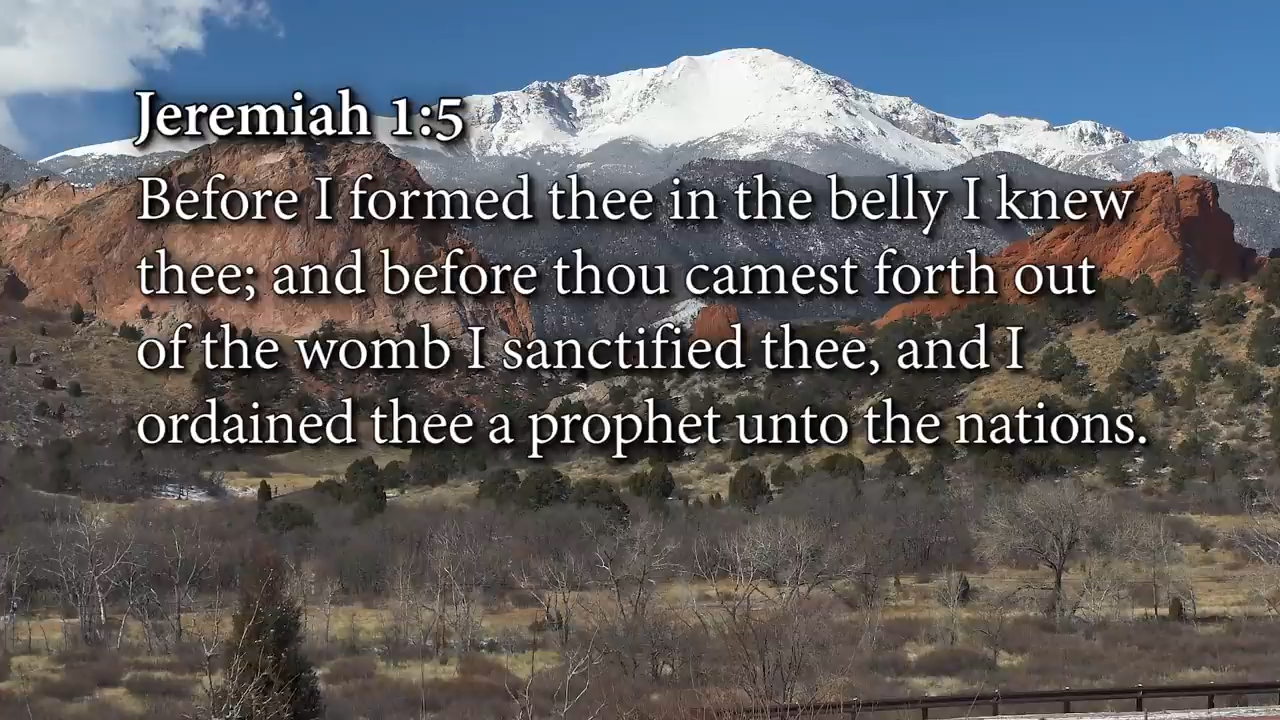 Jeremiah 1:5
Before I formed thee in the belly I knew
thee; and before thou camest forth out
of the womb I sanctified thee, and I
ordained thee a prophet unto the nations.